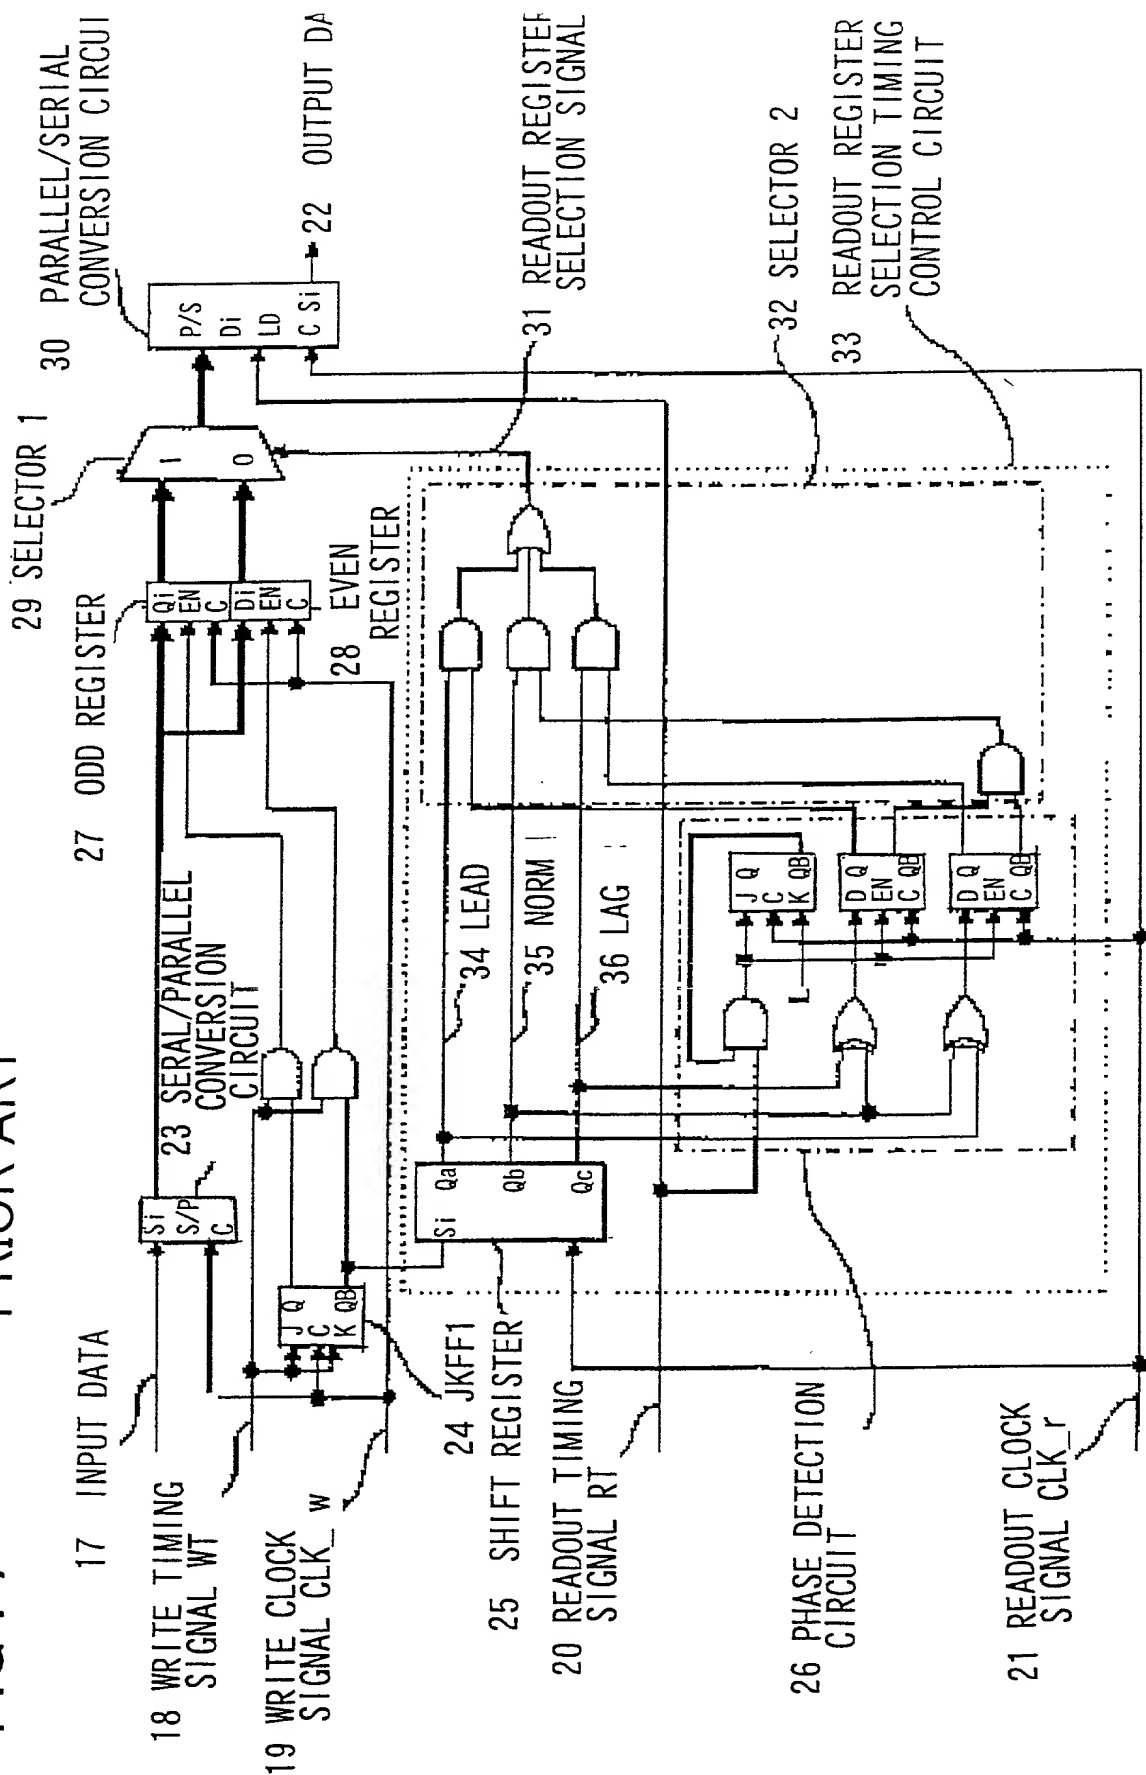 PRIOR ART
17 INPUT DATA
18 WRITE TIMING
SIGNAL WT
19 WRITE CLOCK
SIGNAL CLK_w
23 SERAL/PARALLEL
CONVERSION
CIRCUIT
Si
S/P
C
J Q
C
K QB
24 JKFF1
25 SHIFT REGISTER
20 READOUT TIMING
SIGNAL RT
26 PHASE DETECTION
CIRCUIT
21 READOUT CLOCK
SIGNAL CLK_r
Si
Qa
Qb
Qc
34 LEAD
35 NORM
36 LAG
L
J Q
C
K QB
D Q
EN
C QB
D Q
EN
C QB
27 ODD REGISTER
Qi
EN
C
Di
EN
C
28 EVEN
REGISTER
29 SELECTOR 1
1
0
30 PARALLEL/SERIAL
CONVERSION CIRCUI
P/S
Di
LD
C Si
22 OUTPUT DA
31 READOUT REGISTER
SELECTION SIGNAL
32 SELECTOR 2
33 READOUT REGISTER
SELECTION TIMING
CONTROL CIRCUIT